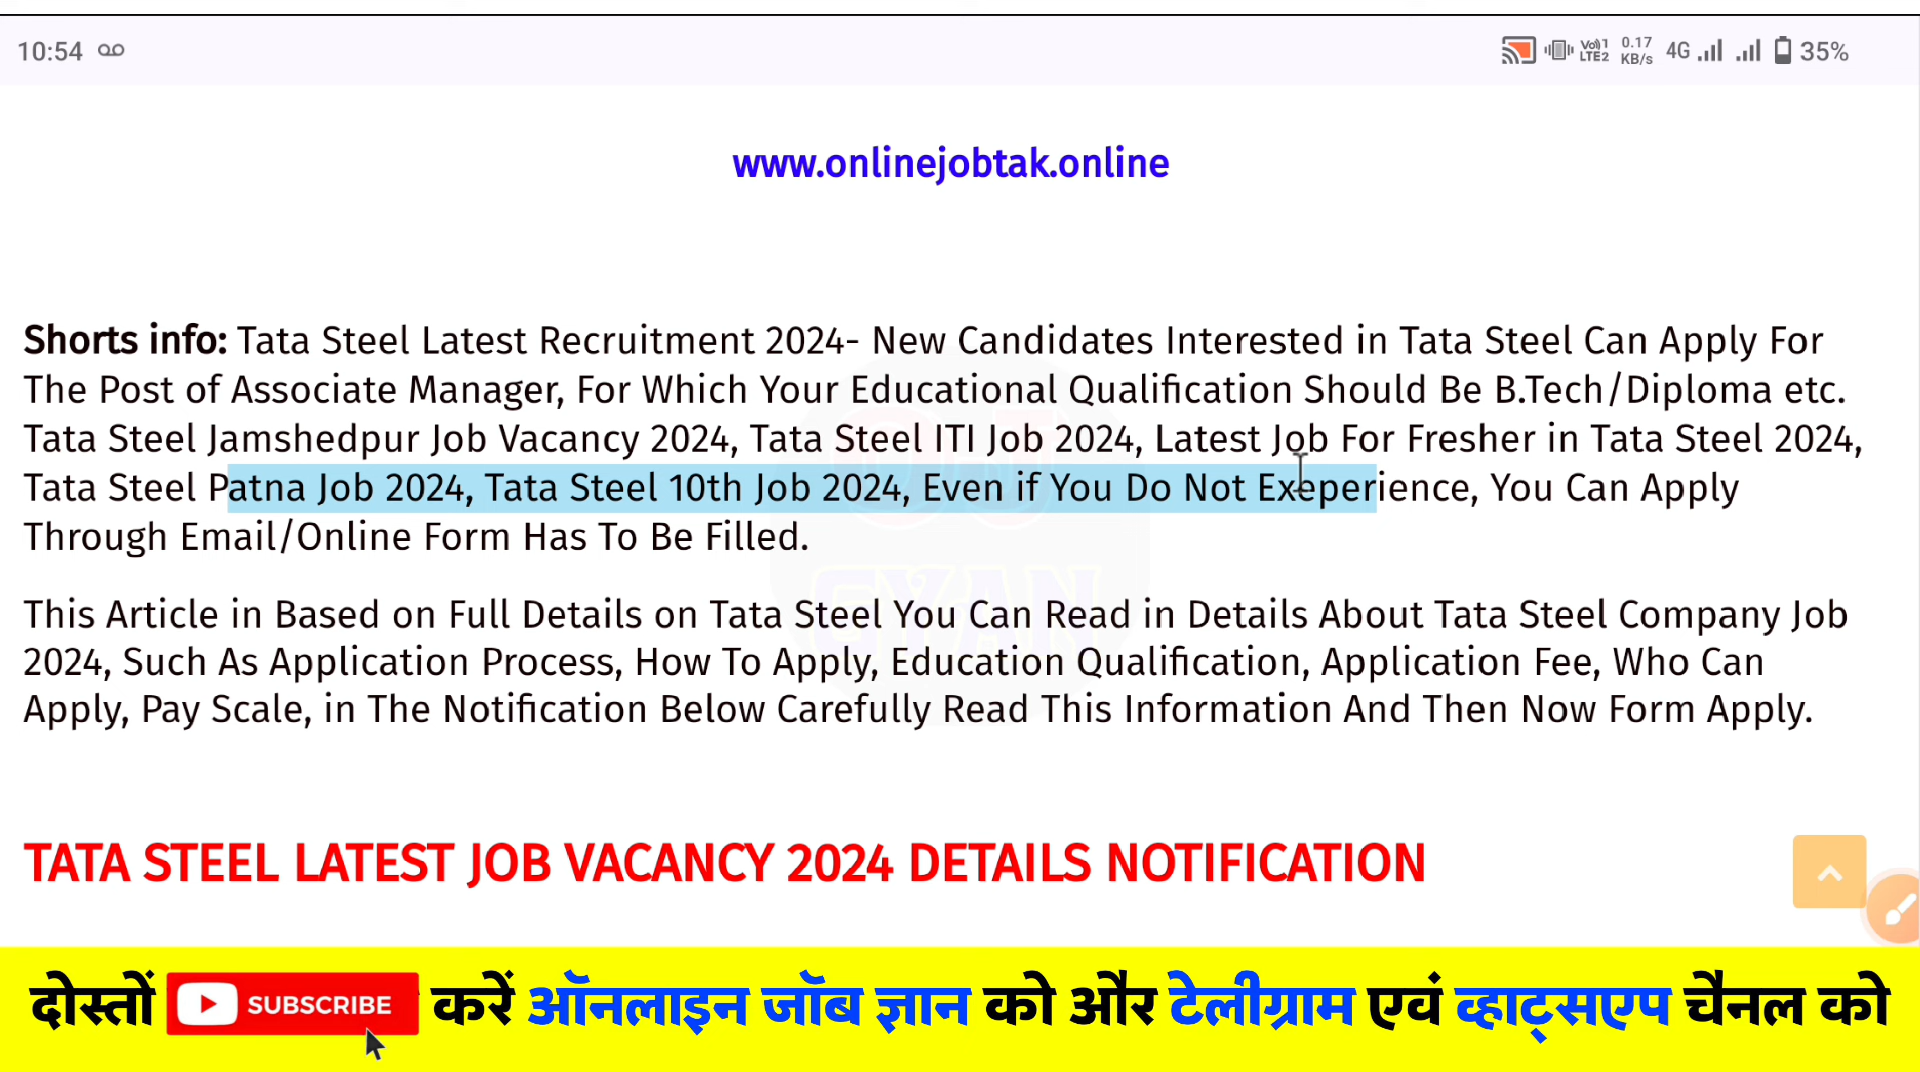 10:54
Vo)) 1 LTE2 0.17 KB/s 4G 35%
www.onlinejobtak.online
Shorts info: Tata Steel Latest Recruitment 2024- New Candidates Interested in Tata Steel Can Apply For
The Post of Associate Manager, For Which Your Educational Qualification Should Be B.Tech/Diploma etc.
Tata Steel Jamshedpur Job Vacancy 2024, Tata Steel ITI Job 2024, Latest Job For Fresher in Tata Steel 2024,
Tata Steel Patna Job 2024, Tata Steel 10th Job 2024, Even if You Do Not Exeperience, You Can Apply
Through Email/Online Form Has To Be Filled.
GYAN
This Article in Based on Full Details on Tata Steel You Can Read in Details About Tata Steel Company Job
2024, Such As Application Process, How To Apply, Education Qualification, Application Fee, Who Can
Apply, Pay Scale, in The Notification Below Carefully Read This Information And Then Now Form Apply.
TATA STEEL LATEST JOB VACANCY 2024 DETAILS NOTIFICATION
दोस्तों SUBSCRIBE करें ऑनलाइन जॉब ज्ञान को और टेलीग्राम एवं व्हाट्सएप चैनल को